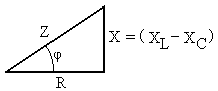 Z
φ
R
X = (X_L − X_C)